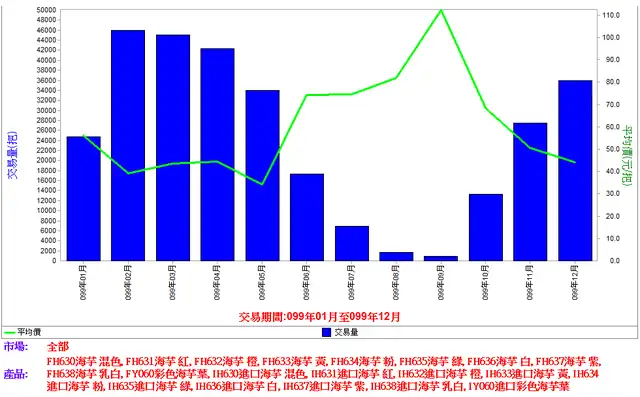 50000
48000
46000
44000
42000
40000
38000
36000
34000
32000
30000
28000
26000
24000
22000
20000
18000
16000
14000
12000
10000
8000
6000
4000
2000
0
交易量(把)
110.0
100.0
90.0
80.0
70.0
60.0
50.0
40.0
30.0
20.0
10.0
0.0
平均價(元/把)
099年01月
099年02月
099年03月
099年04月
099年05月
099年06月
099年07月
099年08月
099年09月
099年10月
099年11月
099年12月
交易期間:099年01月至099年12月
平均價 交易量
市場: 全部
產品: FH630海芋 混色, FH631海芋 紅, FH632海芋 橙, FH633海芋 黃, FH634海芋 粉, FH635海芋 綠, FH636海芋 白, FH637海芋 紫,
FH638海芋 乳白, FY060彩色海芋葉, IH630進口海芋 混色, IH631進口海芋 紅, IH632進口海芋 橙, IH633進口海芋 黃, IH634
進口海芋 粉, IH635進口海芋 綠, IH636進口海芋 白, IH637進口海芋 紫, IH638進口海芋 乳白, IY060進口彩色海芋葉